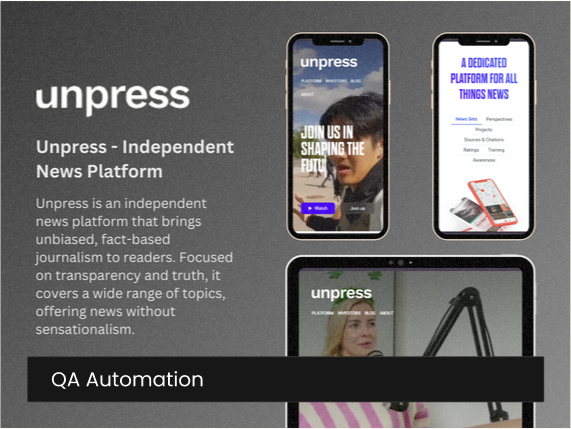 unpress
Unpress - Independent
News Platform
Unpress is an independent
news platform that brings
unbiased, fact-based
journalism to readers. Focused
on transparency and truth, it
covers a wide range of topics,
offering news without
sensationalism.
QA Automation
unpress
PLATFORM INVESTORS BLOG
ABOUT
JOIN US IN
SHAPING THE
FUTU
Watch
Join us
A DEDICATED
PLATFORM FOR ALL
THINGS NEWS
News Sets Perspectives
Projects
Sources & Citations
Ratings Training
Awareness
unpress
PLATFORM INVESTORS BLOG ABOUT